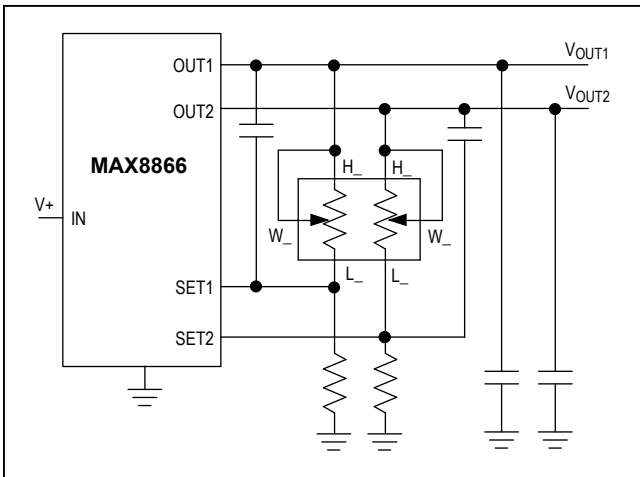 OUT1
VOUT1
OUT2
VOUT2
MAX8866
H_ H_
V+
IN
W_ W_
L_ L_
SET1
SET2